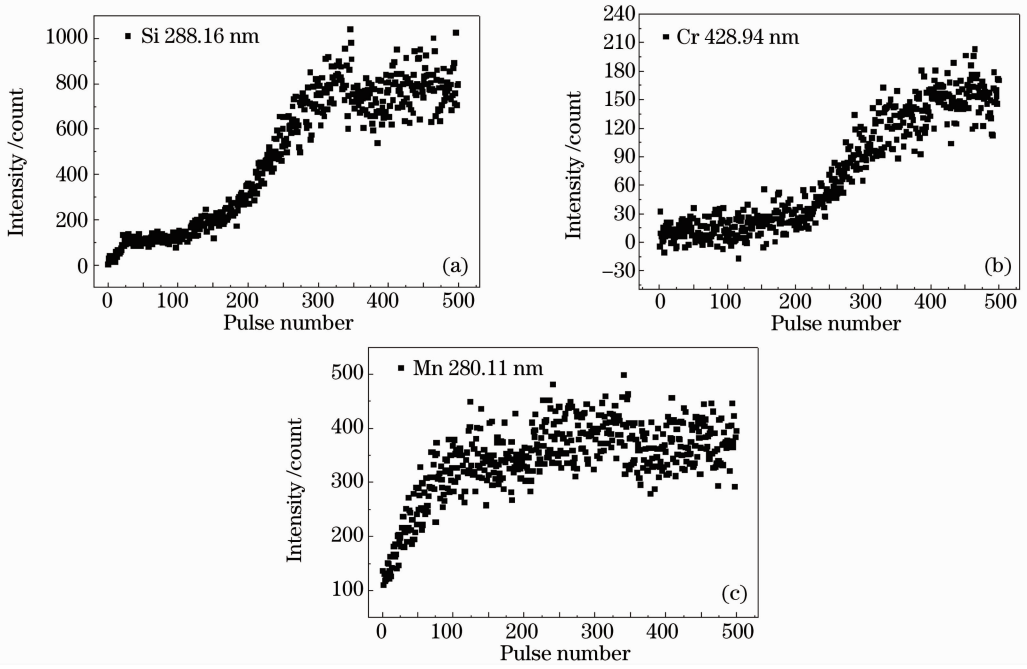 Si 288.16 nm
1000
800
600
400
200
0
Intensity /count
0 100 200 300 400 500
Pulse number
(a)
Cr 428.94 nm
240
210
180
150
120
90
60
30
0
−30
Intensity /count
0 100 200 300 400 500
Pulse number
(b)
Mn 280.11 nm
500
400
300
200
100
Intensity /count
0 100 200 300 400 500
Pulse number
(c)